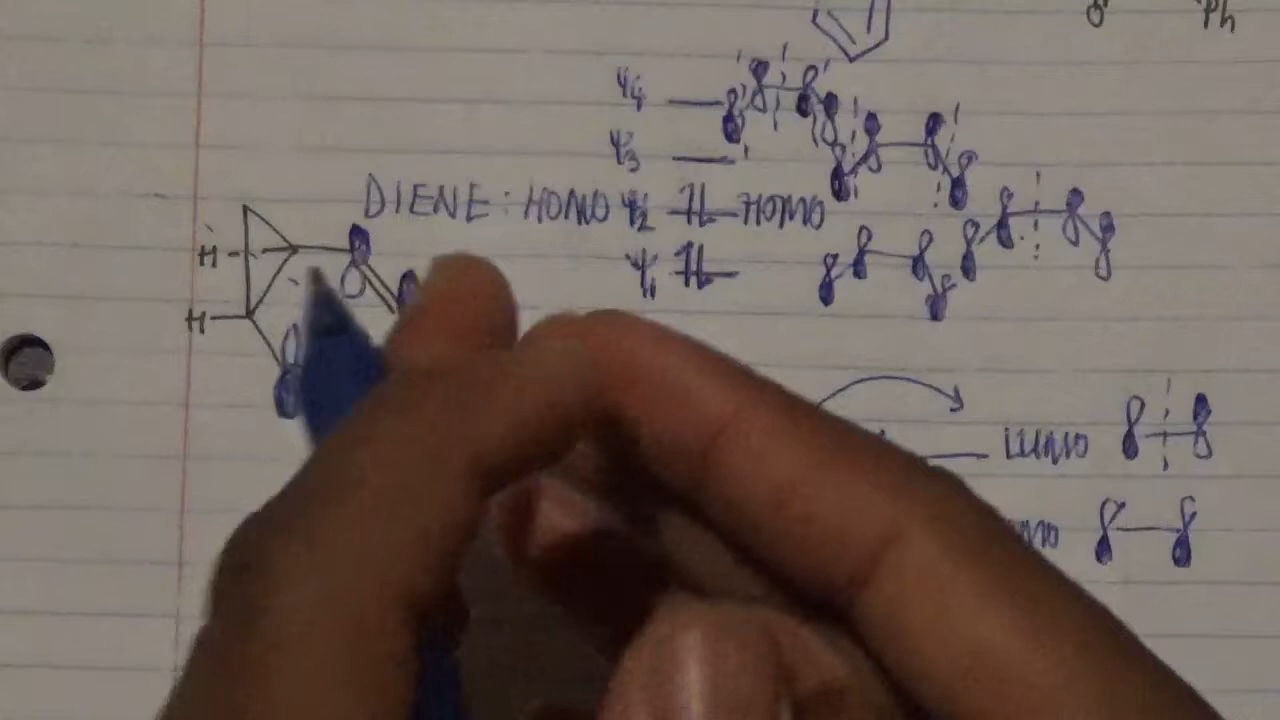 Ph
Ψ4
Ψ3
DIENE: HOMO Ψ2 HOMO
Ψ1
H
H
LUMO